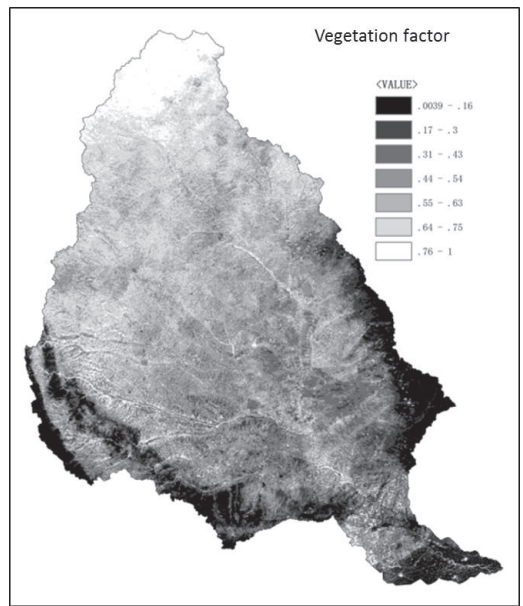 Vegetation factor
<VALUE>
.0039 - .16
.17 - .3
.31 - .43
.44 - .54
.55 - .63
.64 - .75
.76 - 1